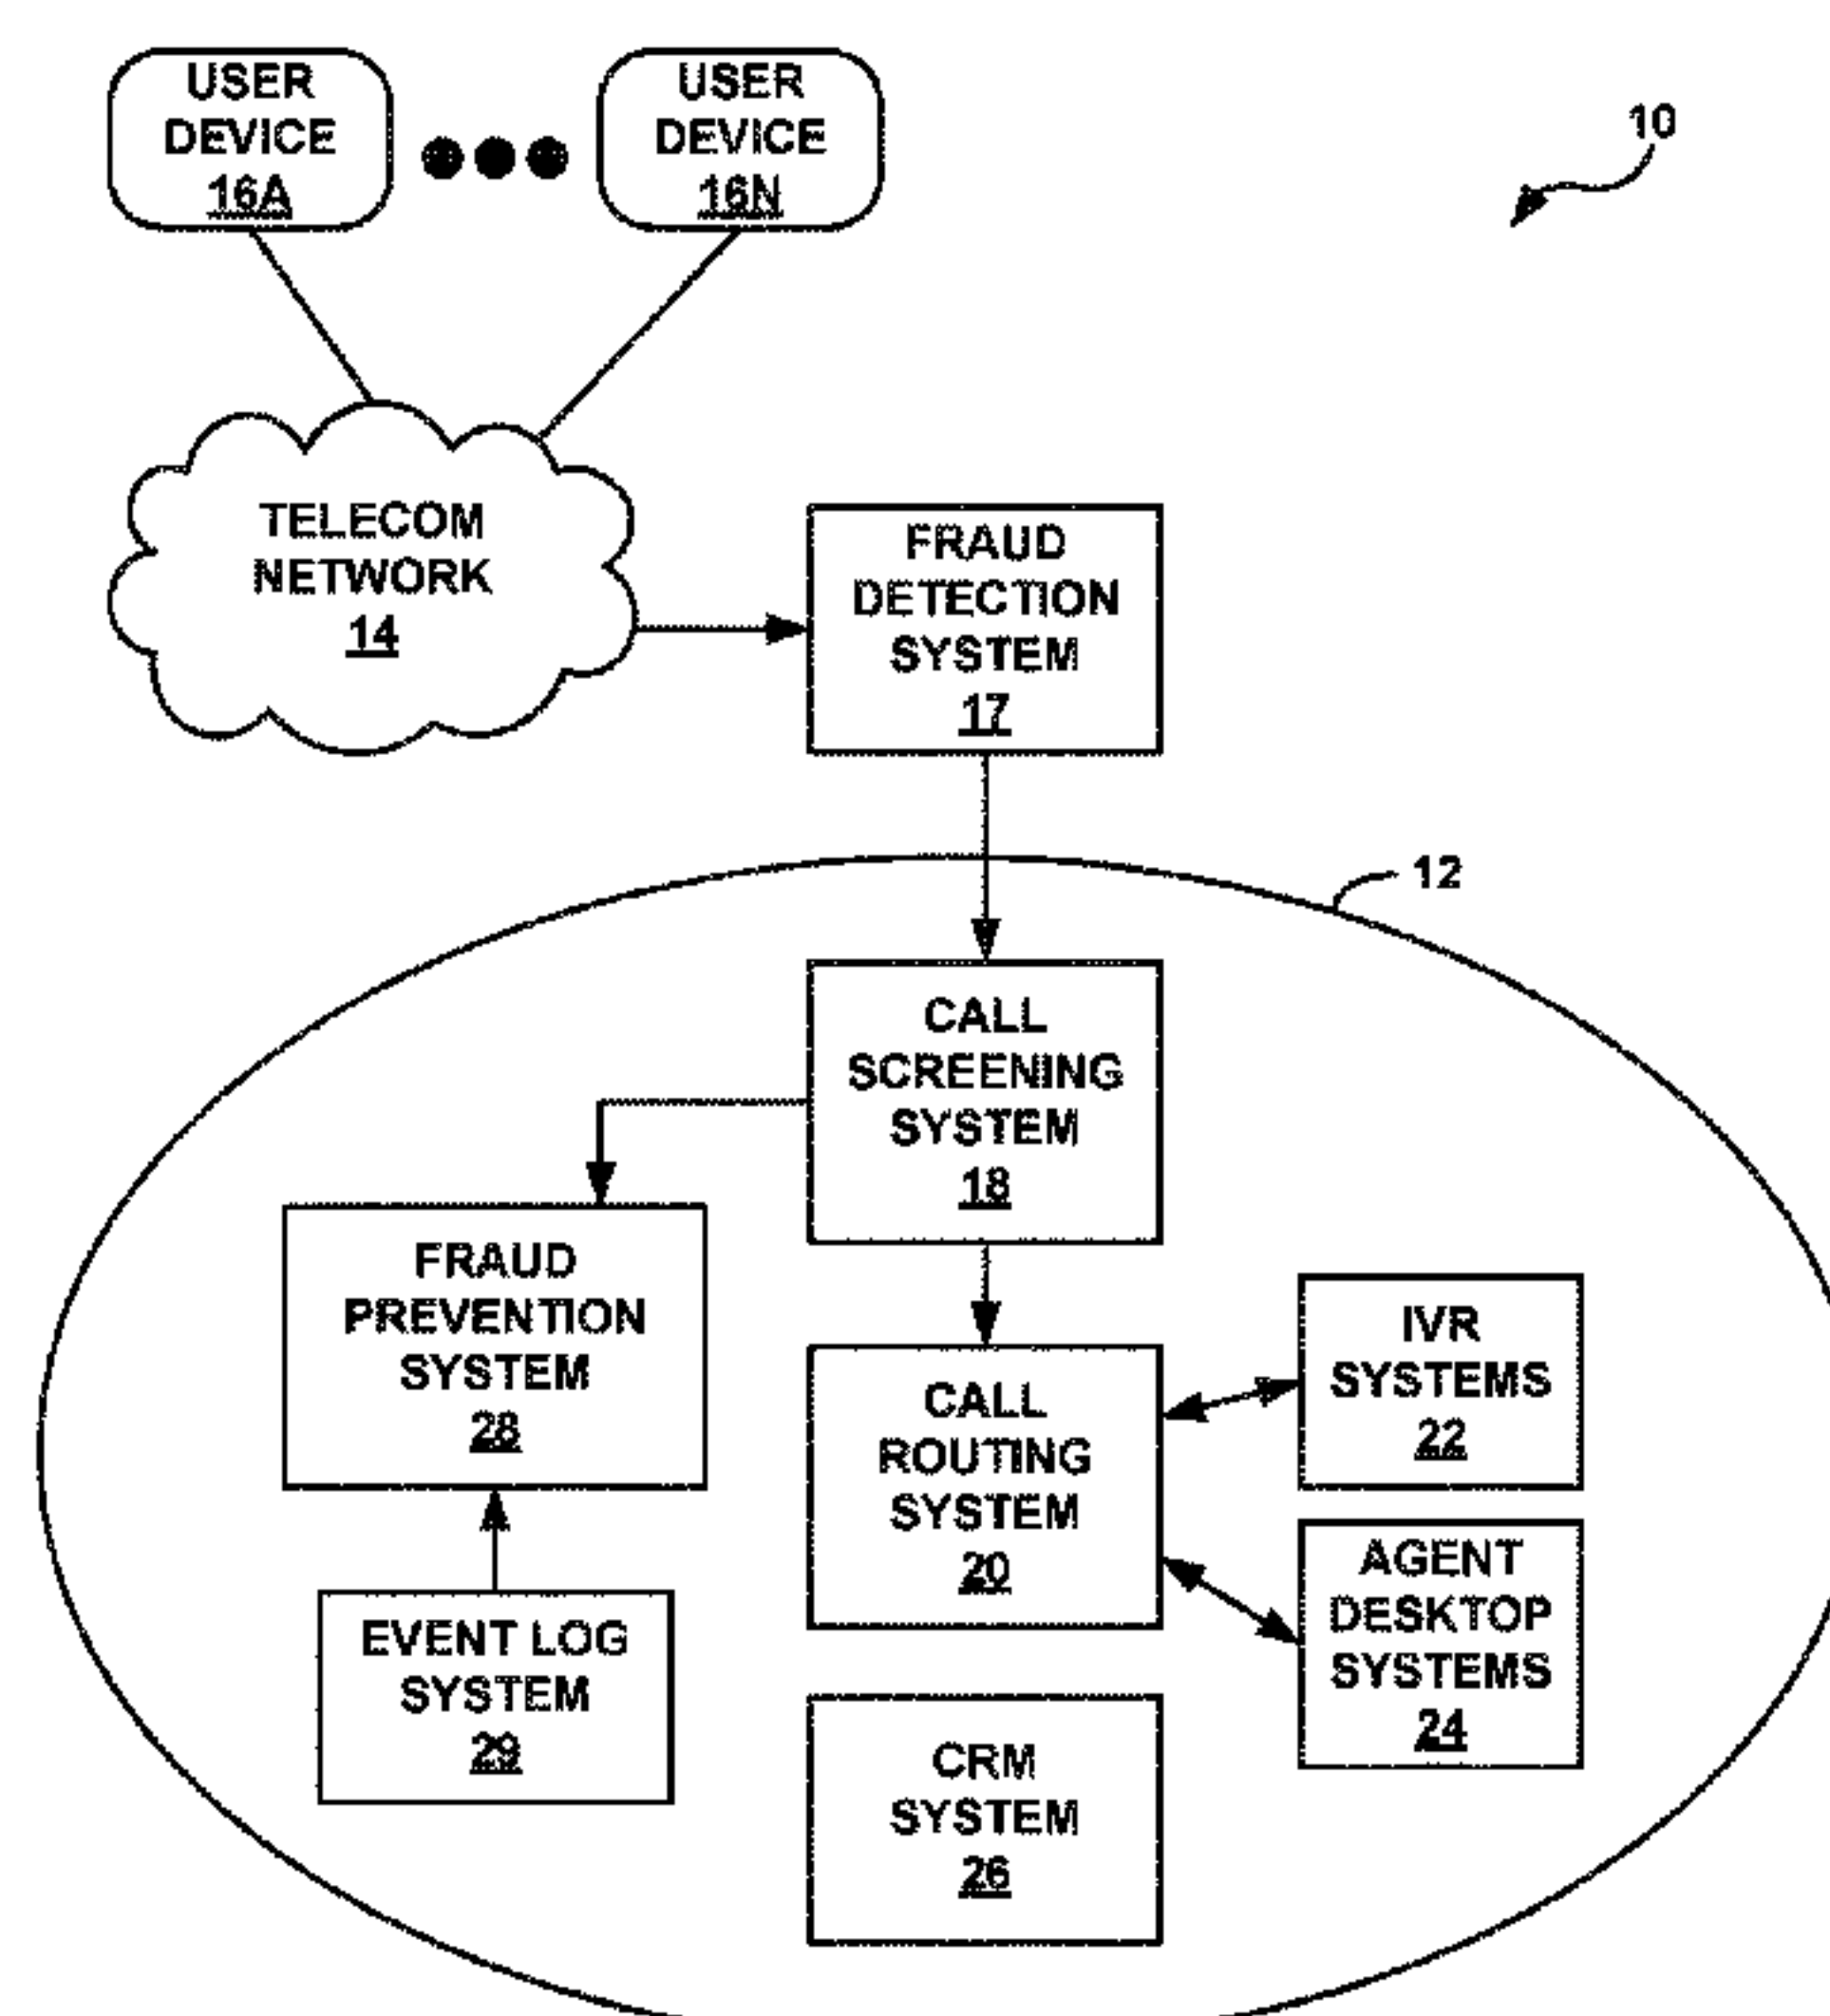 USER
DEVICE
16A
USER
DEVICE
16N
10
TELECOM
NETWORK
14
FRAUD
DETECTION
SYSTEM
17
12
CALL
SCREENING
SYSTEM
18
FRAUD
PREVENTION
SYSTEM
28
CALL
ROUTING
SYSTEM
20
IVR
SYSTEMS
22
AGENT
DESKTOP
SYSTEMS
24
EVENT LOG
SYSTEM
29
CRM
SYSTEM
26